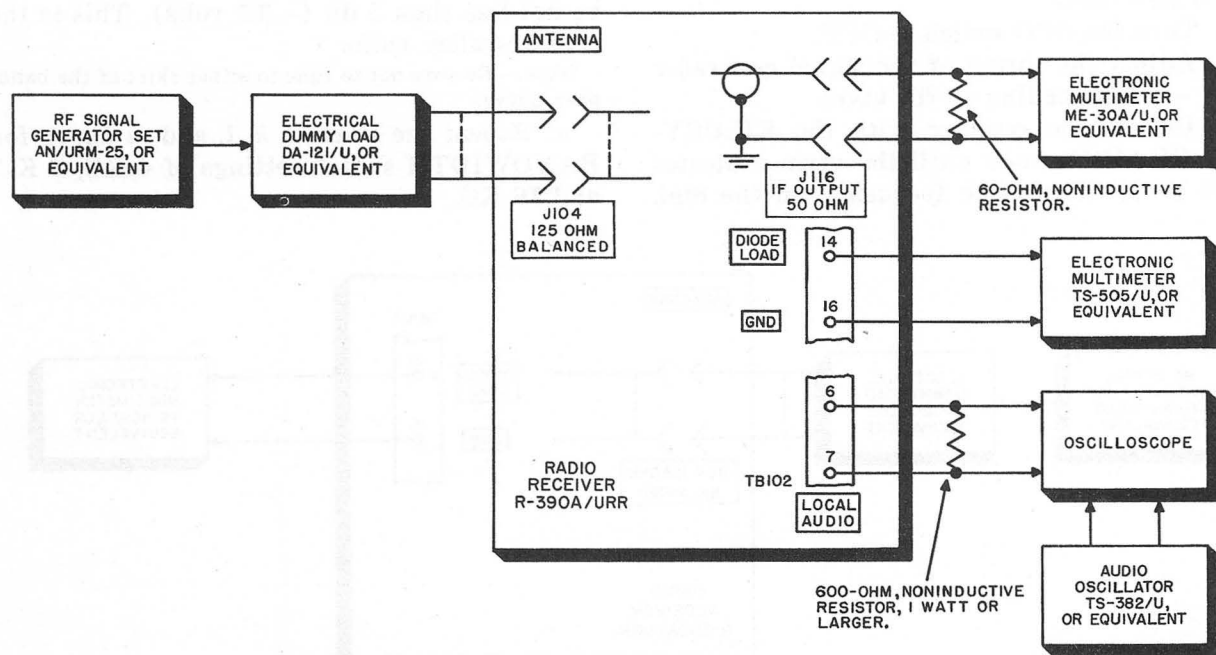 ANTENNA
RF SIGNAL
GENERATOR SET
AN/URM-25, OR
EQUIVALENT
ELECTRICAL
DUMMY LOAD
DA-121/U, OR
EQUIVALENT
J104
125 OHM
BALANCED
J116
IF OUTPUT
50 OHM
ELECTRONIC
MULTIMETER
ME-30A/U, OR
EQUIVALENT
60-OHM, NONINDUCTIVE
RESISTOR.
DIODE
LOAD
14
GND
16
ELECTRONIC
MULTIMETER
TS-505/U, OR
EQUIVALENT
6
7
TB102
LOCAL
AUDIO
RADIO
RECEIVER
R-390A/URR
OSCILLOSCOPE
600-OHM, NONINDUCTIVE
RESISTOR, 1 WATT OR
LARGER.
AUDIO
OSCILLATOR
TS-382/U,
OR EQUIVALENT